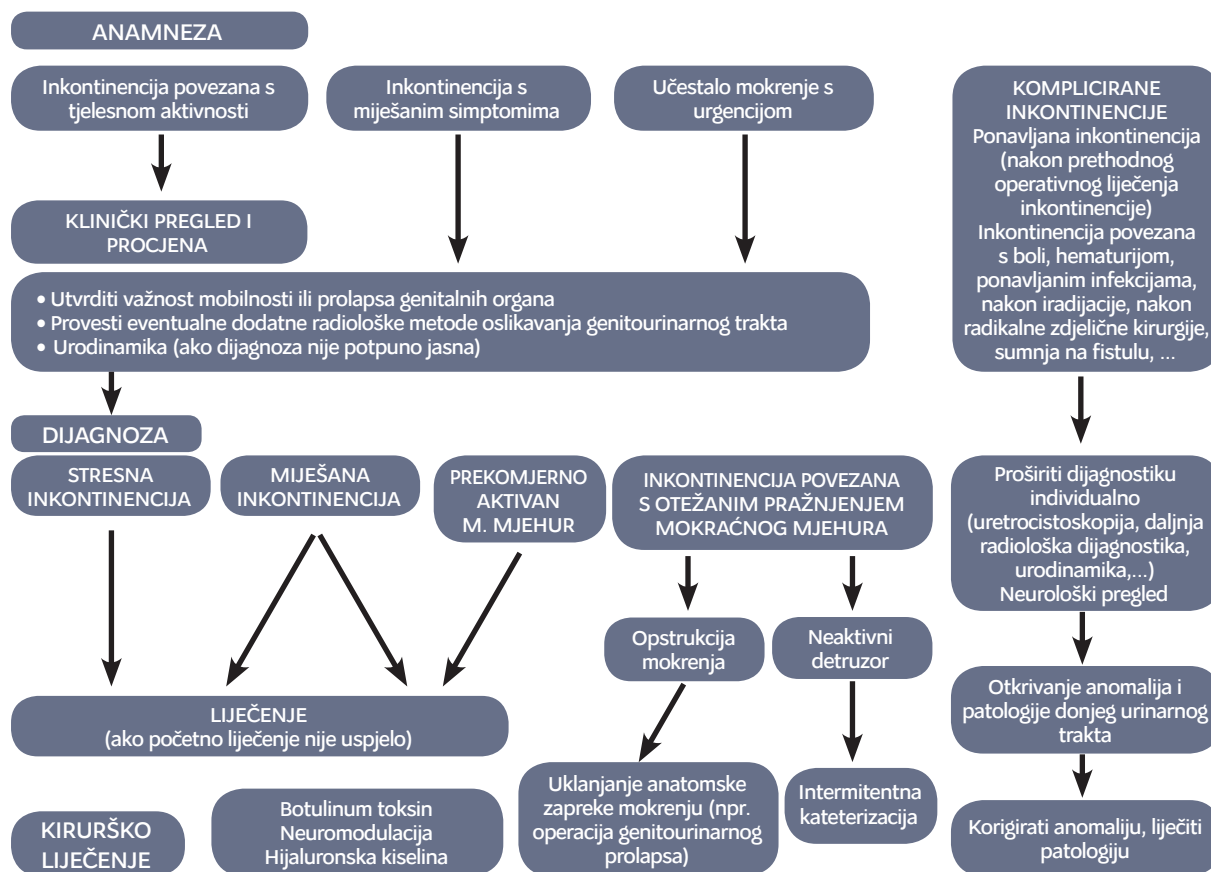 ANAMNEZA
Inkontinencija povezana s
tjelesnom aktivnosti
Inkontinencija s
miješanim simptomima
Učestalo mokrenje s
urgencijom
KOMPLICIRANE
INKONTINENCIJE
Ponavljana inkontinencija
(nakon prethodnog
operativnog liječenja
inkontinencije)
Inkontinencija povezana
s boli, hematurijom,
ponavljanim infekcijama,
nakon iradijacije, nakon
radikalne zdjelične kirurgije,
sumnja na fistulu, ...
KLINIČKI PREGLED I
PROCJENA
• Utvrditi važnost mobilnosti ili prolapsa genitalnih organa
• Provesti eventualne dodatne radiološke metode oslikavanja genitourinarnog trakta
• Urodinamika (ako dijagnoza nije potpuno jasna)
DIJAGNOZA
STRESNA
INKONTINENCIJA
MIJEŠANA
INKONTINENCIJA
PREKOMJERNO
AKTIVAN
M. MJEHUR
INKONTINENCIJA POVEZANA
S OTEŽANIM PRAŽNJENJEM
MOKRAĆNOG MJEHURA
Proširiti dijagnostiku
individualno
(uretrocistoskopija, daljnja
radiološka dijagnostika,
urodinamika,...)
Neurološki pregled
Opstrukcija
mokrenja
Neaktivni
detruzor
LIJEČENJE
(ako početno liječenje nije uspjelo)
Otkrivanje anomalija i
patologije donjeg urinarnog
trakta
KIRURŠKO
LIJEČENJE
Botulinum toksin
Neuromodulacija
Hijaluronska kiselina
Uklanjanje anatomske
zapreke mokrenju (npr.
operacija genitourinarnog
prolapsa)
Intermitentna
kateterizacija
Korigirati anomaliju, liječiti
patologiju